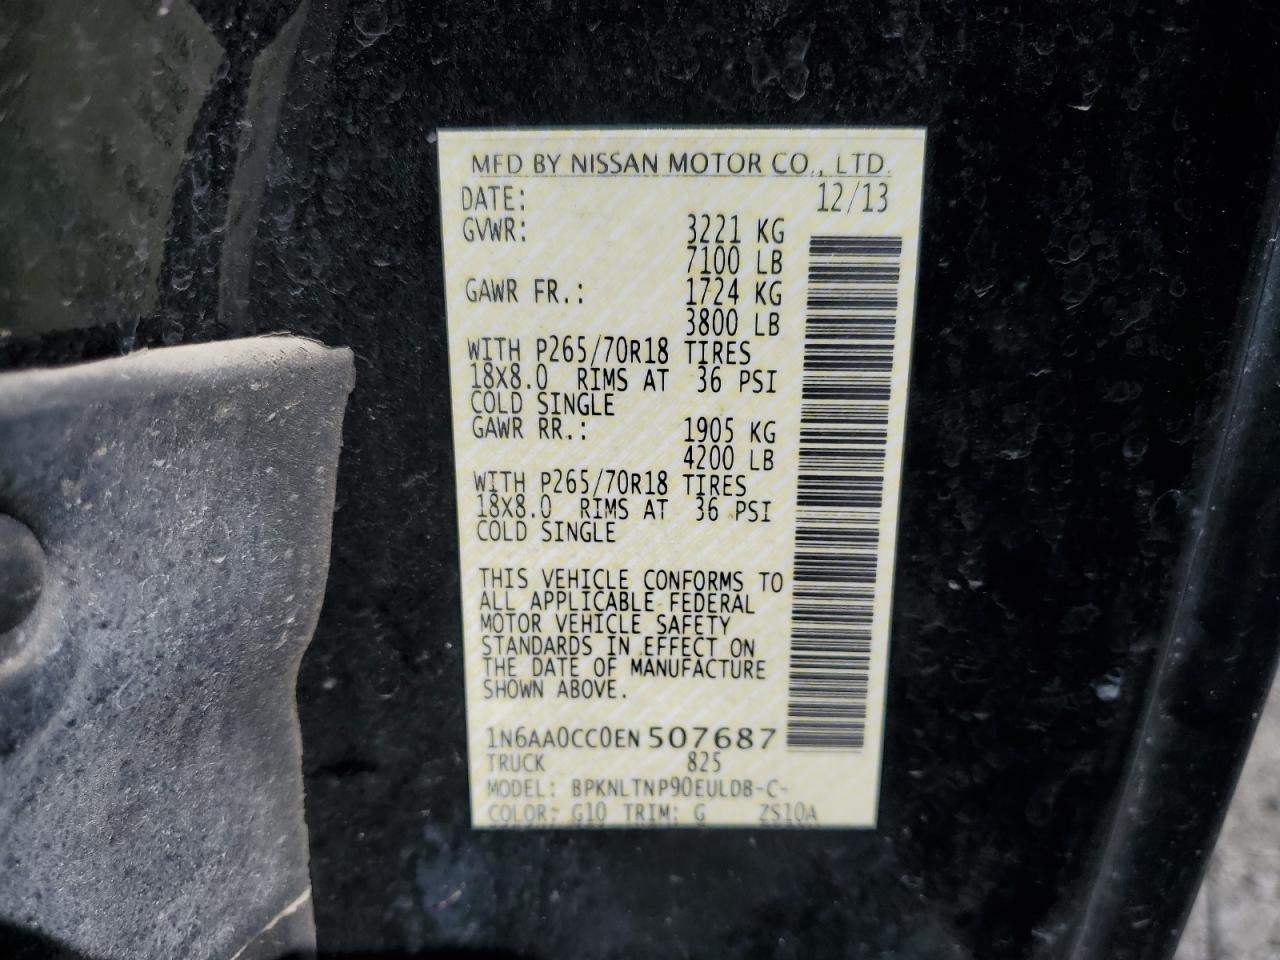 MFD BY NISSAN MOTOR CO., LTD.
DATE: 12/13
GVWR: 3221 KG
7100 LB
GAWR FR.: 1724 KG
3800 LB
WITH P265/70R18 TIRES
18X8.0 RIMS AT 36 PSI
COLD SINGLE
GAWR RR.: 1905 KG
4200 LB
WITH P265/70R18 TIRES
18X8.0 RIMS AT 36 PSI
COLD SINGLE
THIS VEHICLE CONFORMS TO
ALL APPLICABLE FEDERAL
MOTOR VEHICLE SAFETY
STANDARDS IN EFFECT ON
THE DATE OF MANUFACTURE
SHOWN ABOVE.
1N6AA0CC0EN507687
TRUCK 825
MODEL: BPKNLTNP90EULDB-C-
COLOR: G10 TRIM: G ZS10A